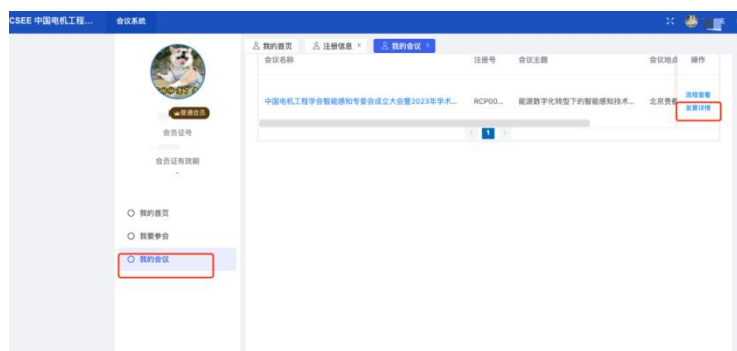 CSEE 中国电机工程... 会议系统
我的首页 注册信息 × 我的会议 ×
会议名称 注册号 会议主题 会议地点 操作
中国电机工程学会智能感知专委会成立大会暨2023年学术... RCP00... 能源数字化转型下的智能感知技术... 北京贵都 流程查看
发票详情
< 1 >
普通会员
会员证号
会员证有效期
-
我的首页
我要参会
我的会议